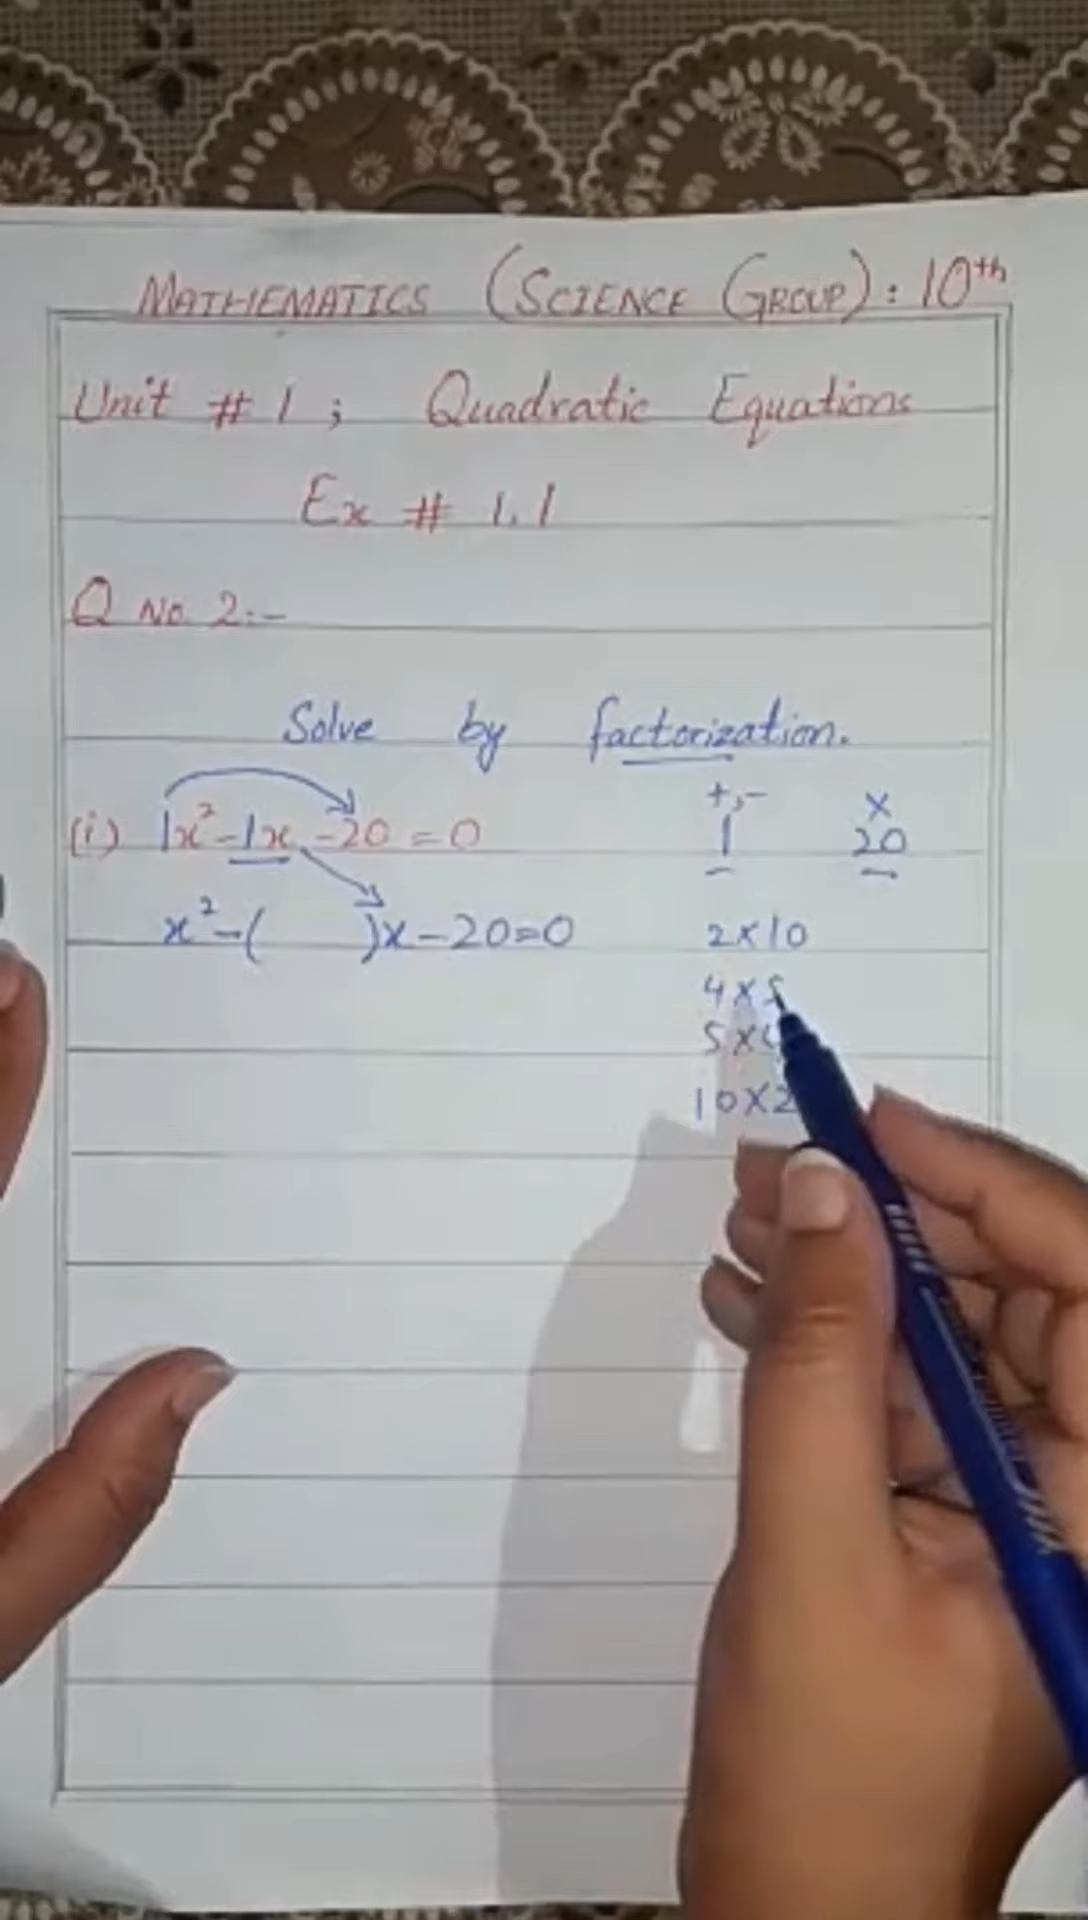 MATHEMATICS (SCIENCE GROUP): 10th
Unit # 1 ; Quadratic Equations
Ex # 1.1
Q No. 2:-
Solve by factorization.
+,- ×
(i) 1x² - 1x - 20 = 0 1 20
x² - ( )x - 20 = 0 2 × 10
4 × 5
5 ×
10 × 2